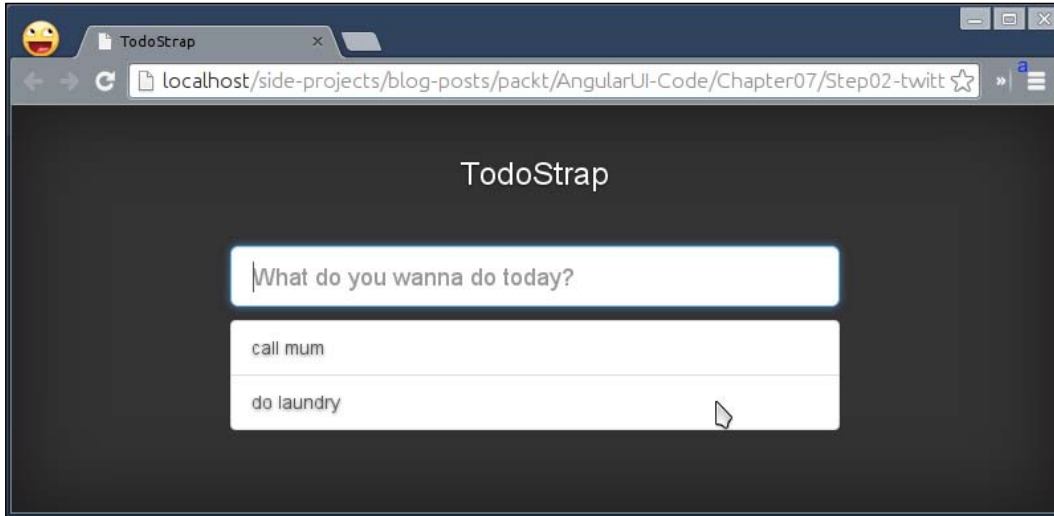 TodoStrap
localhost/side-projects/blog-posts/packt/AngularUI-Code/Chapter07/Step02-twitt
a
TodoStrap
What do you wanna do today?
call mum
do laundry